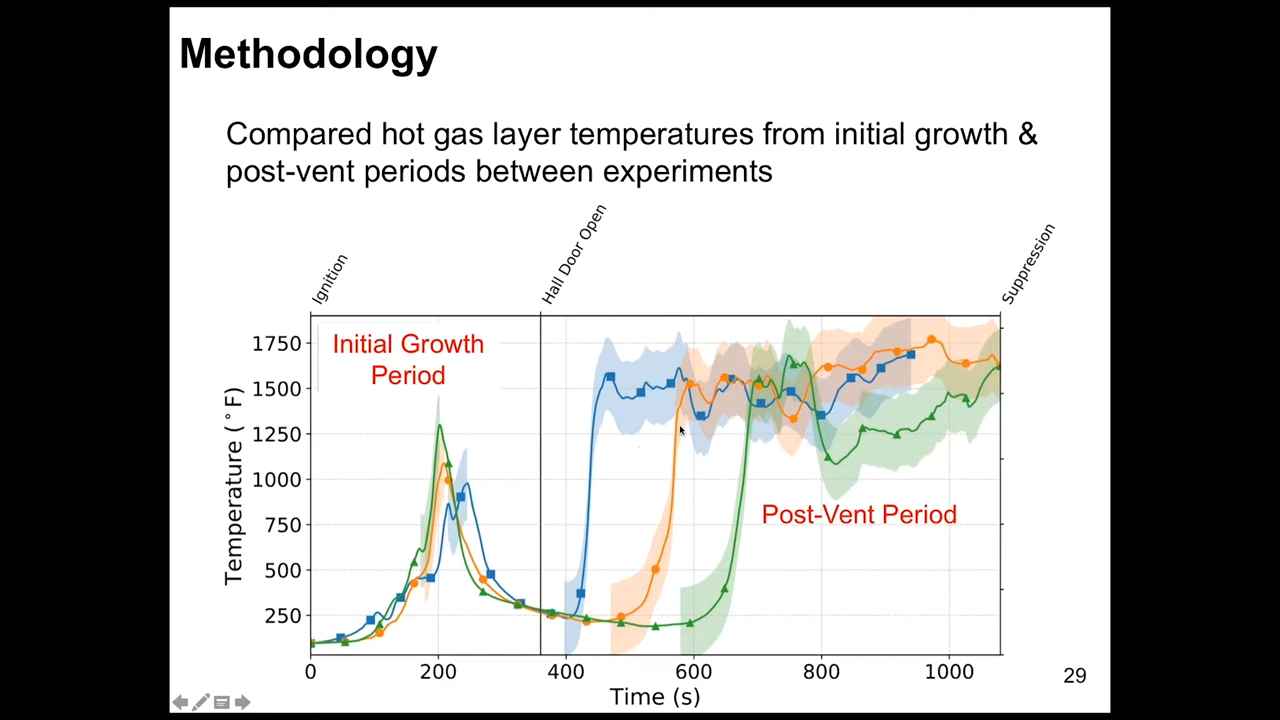 Methodology
Compared hot gas layer temperatures from initial growth &
post-vent periods between experiments
Ignition
Hall Door Open
Suppression
Initial Growth
Period
Post-Vent Period
Temperature (°F)
1750
1500
1250
1000
750
500
250
0 200 400 600 800 1000
Time (s)
29